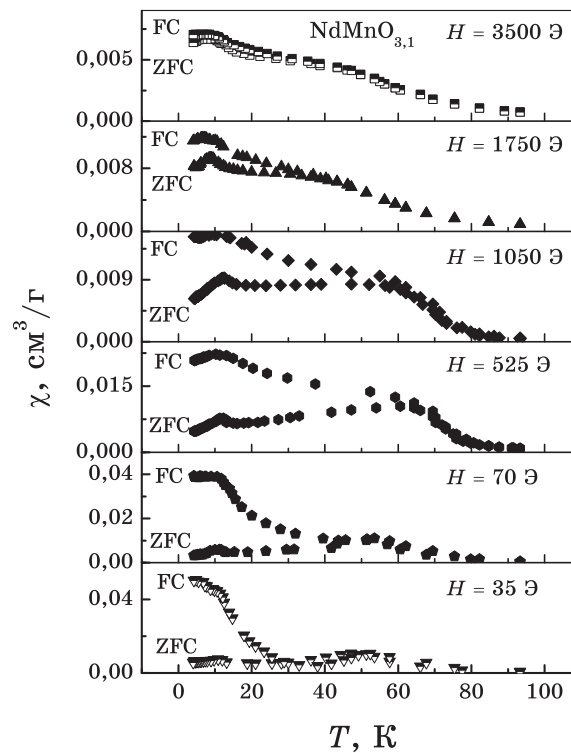 FC
NdMnO3,1
H = 3500 Э
0,005
ZFC
0,000
FC
H = 1750 Э
0,008
ZFC
0,000
FC
H = 1050 Э
0,009
ZFC
0,000
FC
H = 525 Э
0,015
ZFC
0,000
0,04
FC
H = 70 Э
0,02
ZFC
0,00
FC
H = 35 Э
0,04
ZFC
0,00
χ, см³/г
0 20 40 60 80 100
T, К